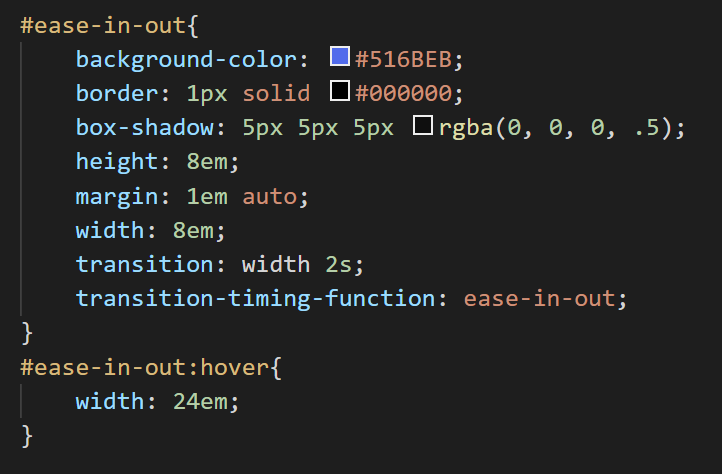 #ease-in-out{
    background-color: #516BEB;
    border: 1px solid #000000;
    box-shadow: 5px 5px 5px rgba(0, 0, 0, .5);
    height: 8em;
    margin: 1em auto;
    width: 8em;
    transition: width 2s;
    transition-timing-function: ease-in-out;
}
#ease-in-out:hover{
    width: 24em;
}